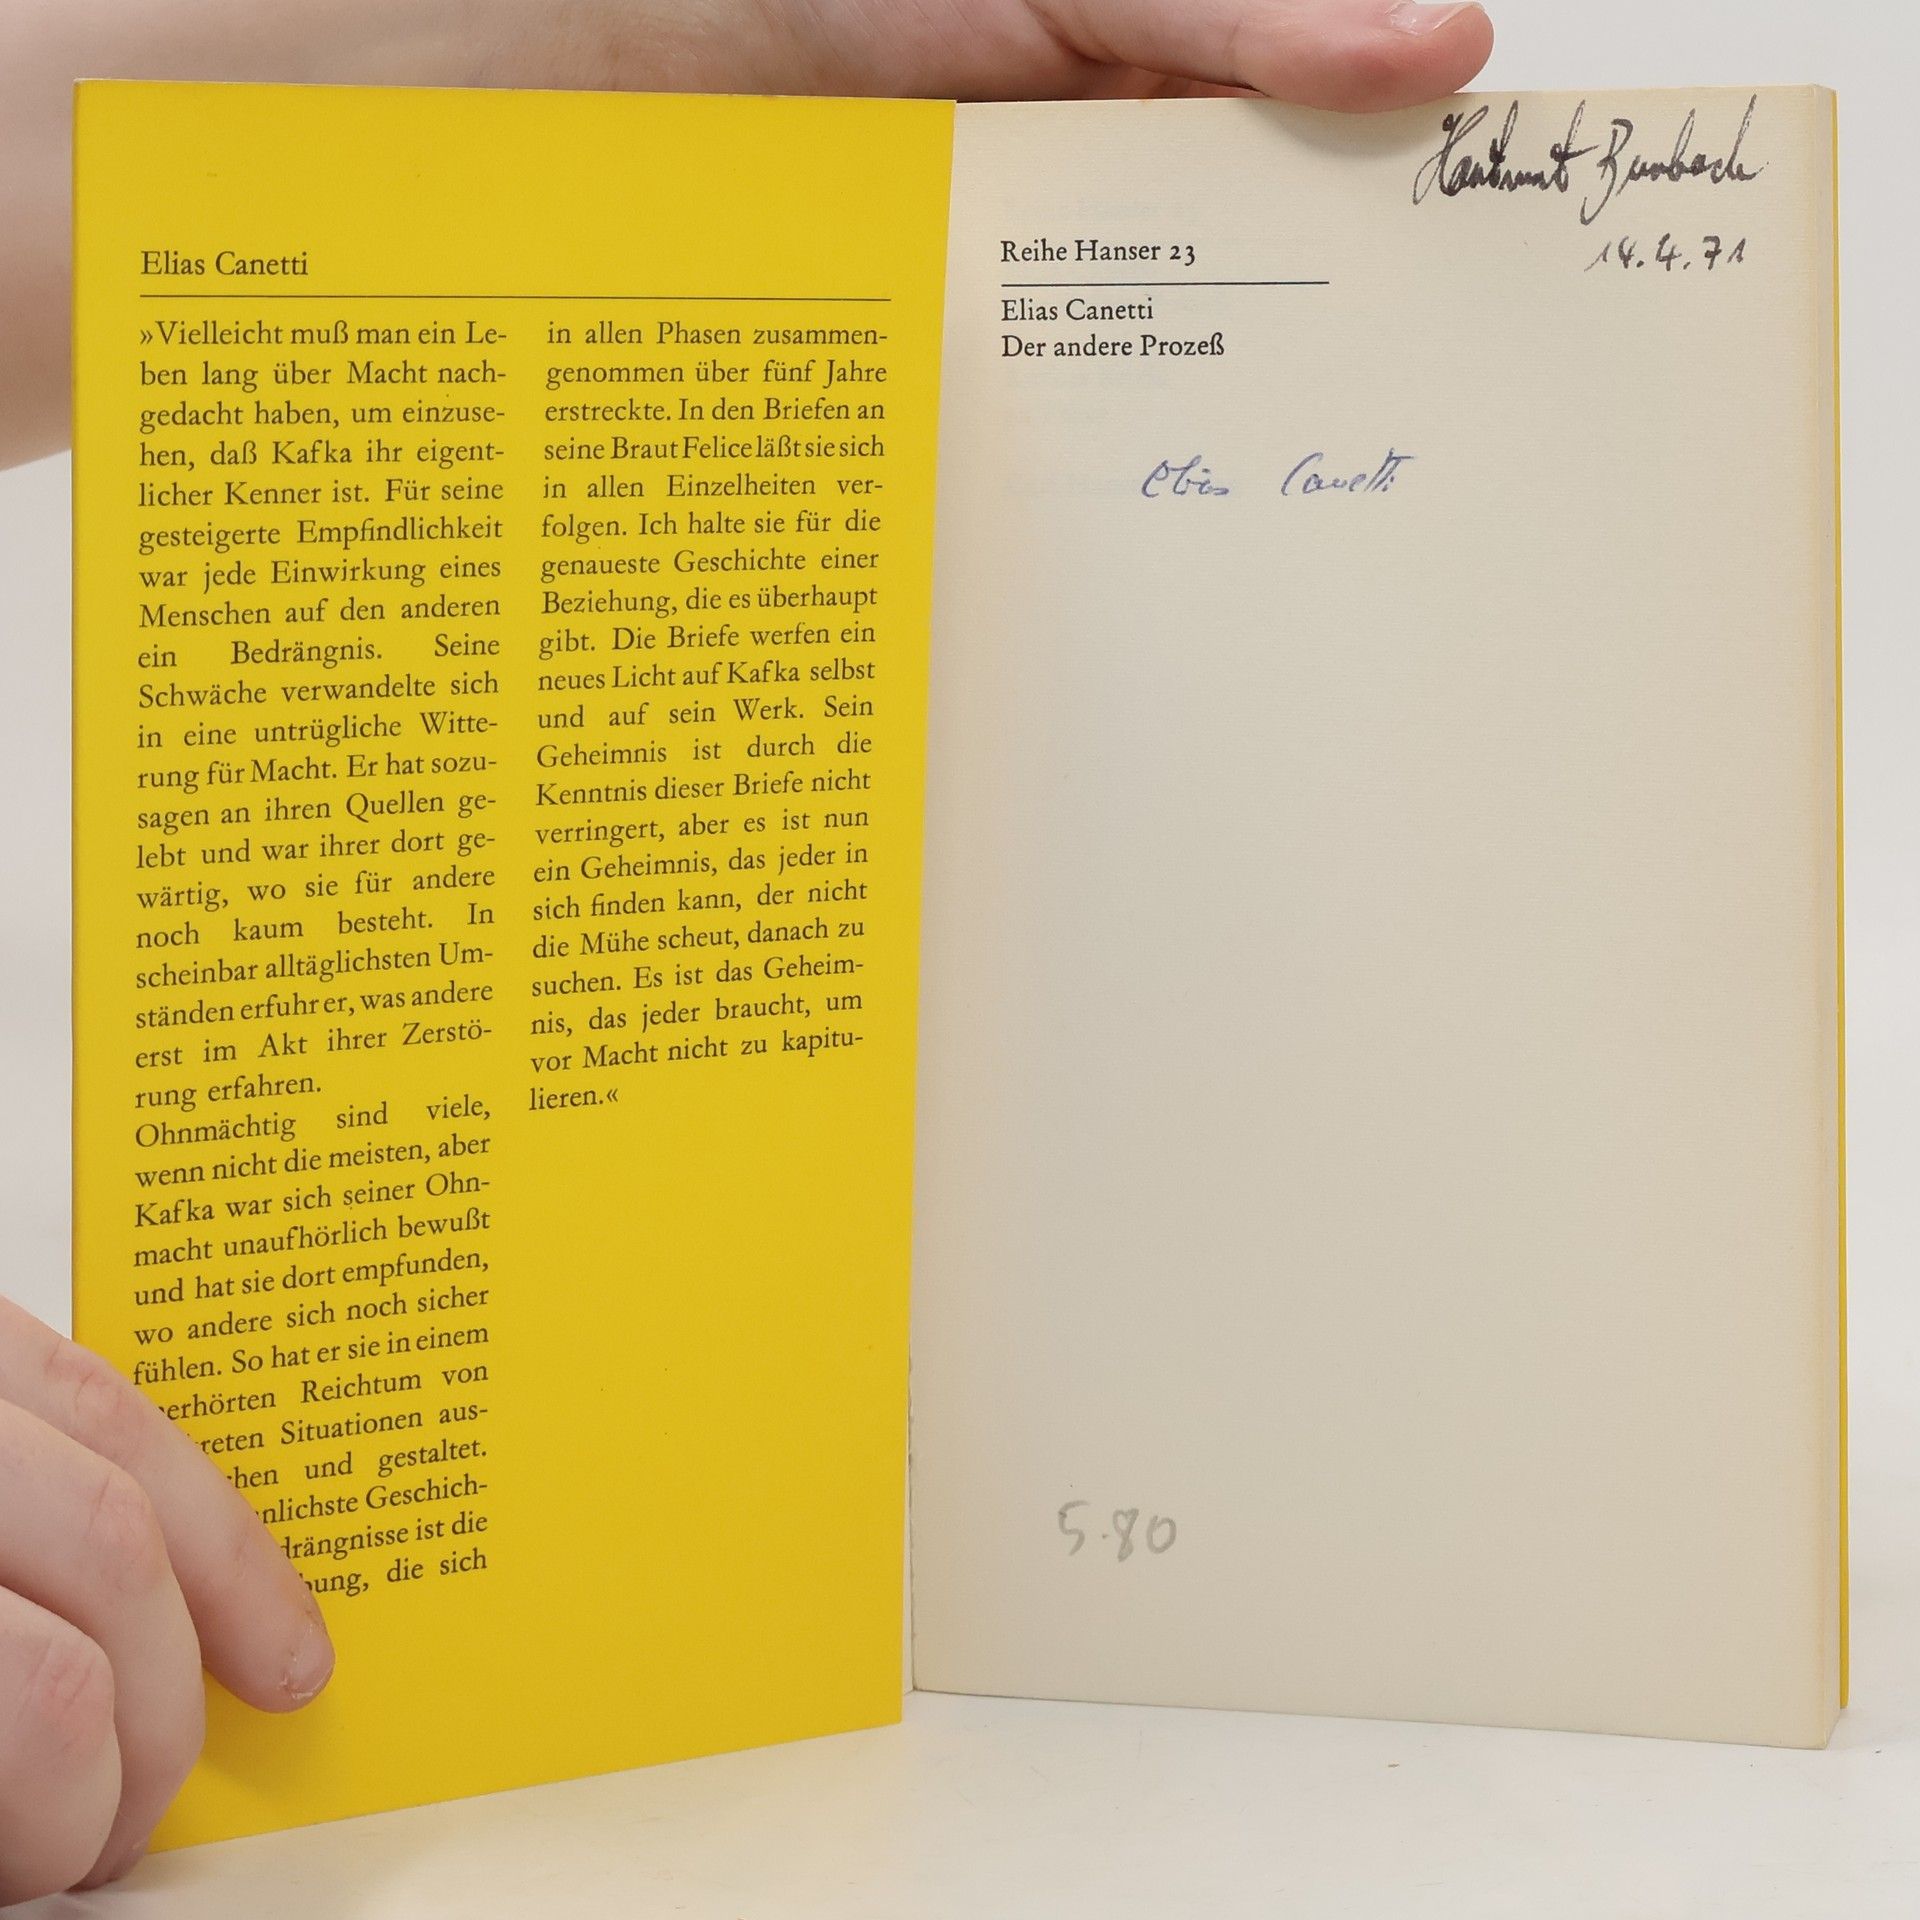 Elias Canetti
»Vielleicht muß man ein Le-
ben lang über Macht nach-
gedacht haben, um einzuse-
hen, daß Kafka ihr eigent-
licher Kenner ist. Für seine
gesteigerte Empfindlichkeit
war jede Einwirkung eines
Menschen auf den anderen
ein Bedrängnis. Seine
Schwäche verwandelte sich
in eine untrügliche Witte-
rung für Macht. Er hat sozu-
sagen an ihren Quellen ge-
lebt und war ihrer dort ge-
wärtig, wo sie für andere
noch kaum besteht. In
scheinbar alltäglichsten Um-
ständen erfuhr er, was andere
erst im Akt ihrer Zerstö-
rung erfahren.
Ohnmächtig sind viele,
wenn nicht die meisten, aber
Kafka war sich seiner Ohn-
macht unaufhörlich bewußt
und hat sie dort empfunden,
wo andere sich noch sicher
fühlen. So hat er sie in einem
erhörten Reichtum von
reten Situationen aus-
hen und gestaltet.
nlichste Geschich-
drängnisse ist die
bung, die sich
in allen Phasen zusammen-
genommen über fünf Jahre
erstreckte. In den Briefen an
seine Braut Felice läßt sie sich
in allen Einzelheiten ver-
folgen. Ich halte sie für die
genaueste Geschichte einer
Beziehung, die es überhaupt
gibt. Die Briefe werfen ein
neues Licht auf Kafka selbst
und auf sein Werk. Sein
Geheimnis ist durch die
Kenntnis dieser Briefe nicht
verringert, aber es ist nun
ein Geheimnis, das jeder in
sich finden kann, der nicht
die Mühe scheut, danach zu
suchen. Es ist das Geheim-
nis, das jeder braucht, um
vor Macht nicht zu kapitu-
lieren.«
Hartmut
14.4.71
Reihe Hanser 23
Elias Canetti
Der andere Prozeß
Elias Canetti
5.80